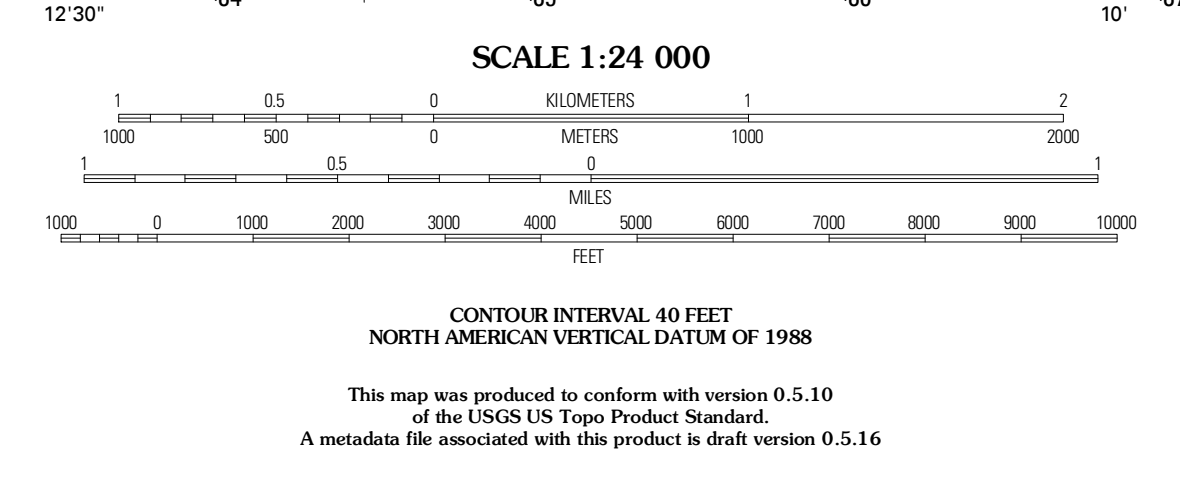 12'30" 10'
SCALE 1:24 000
1 0.5 0 KILOMETERS 1 2
1000 500 0 METERS 1000 2000
1 0.5 0 1
MILES
1000 0 1000 2000 3000 4000 5000 6000 7000 8000 9000 10000
FEET
CONTOUR INTERVAL 40 FEET
NORTH AMERICAN VERTICAL DATUM OF 1988
This map was produced to conform with version 0.5.10
of the USGS US Topo Product Standard.
A metadata file associated with this product is draft version 0.5.16